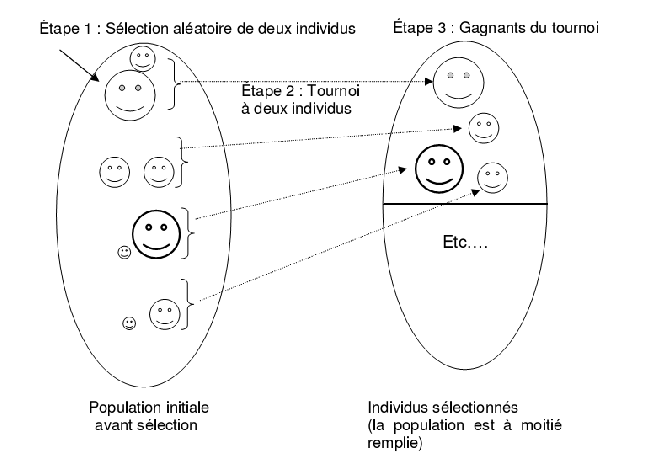 Étape 1 : Sélection aléatoire de deux individus
Étape 3 : Gagnants du tournoi
Étape 2 : Tournoi
à deux individus
Etc....
Population initiale
avant sélection
Individus sélectionnés
(la population est à moitié
remplie)